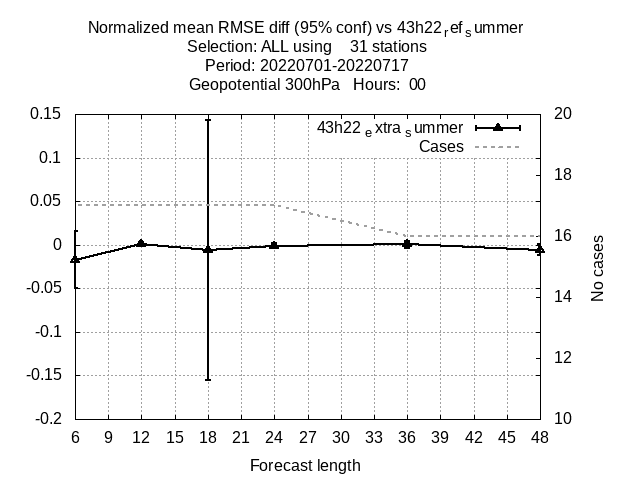 Normalized mean RMSE diff (95% conf) vs 43h22refsummer
Selection: ALL using 31 stations
Period: 20220701-20220717
Geopotential 300hPa Hours: 00
43h22extrasummer
Cases
0.15
0.1
0.05
0
-0.05
-0.1
-0.15
-0.2
20
18
16
14
12
10
No cases
6 9 12 15 18 21 24 27 30 33 36 39 42 45 48
Forecast length